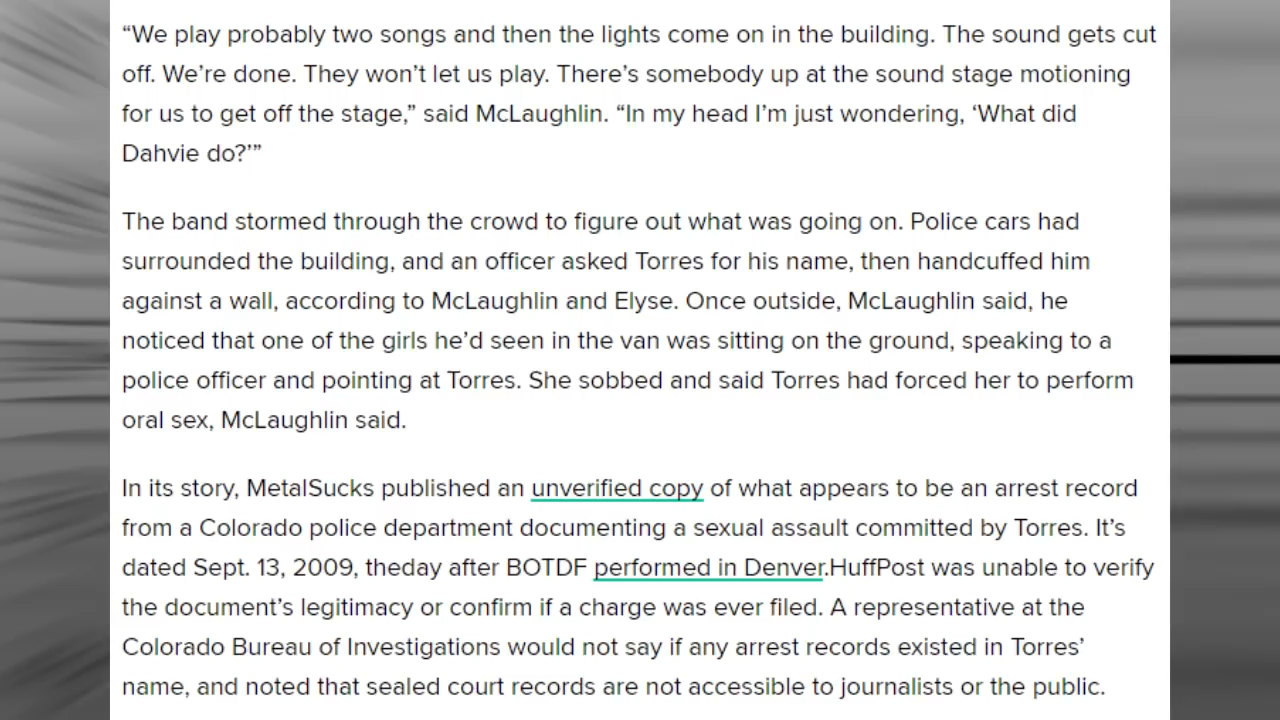 “We play probably two songs and then the lights come on in the building. The sound gets cut
off. We’re done. They won’t let us play. There’s somebody up at the sound stage motioning
for us to get off the stage,” said McLaughlin. “In my head I’m just wondering, ‘What did
Dahvie do?’”
The band stormed through the crowd to figure out what was going on. Police cars had
surrounded the building, and an officer asked Torres for his name, then handcuffed him
against a wall, according to McLaughlin and Elyse. Once outside, McLaughlin said, he
noticed that one of the girls he’d seen in the van was sitting on the ground, speaking to a
police officer and pointing at Torres. She sobbed and said Torres had forced her to perform
oral sex, McLaughlin said.
In its story, MetalSucks published an unverified copy of what appears to be an arrest record
from a Colorado police department documenting a sexual assault committed by Torres. It’s
dated Sept. 13, 2009, theday after BOTDF performed in Denver.HuffPost was unable to verify
the document’s legitimacy or confirm if a charge was ever filed. A representative at the
Colorado Bureau of Investigations would not say if any arrest records existed in Torres’
name, and noted that sealed court records are not accessible to journalists or the public.